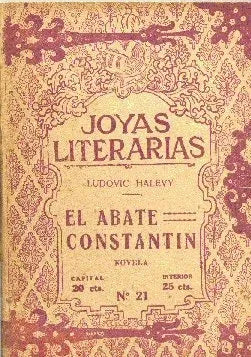 JOYAS
LITERARIAS
LUDOVIC HALEVY
EL ABATE
CONSTANTIN
NOVELA
CAPITAL INTERIOR
20 cts. 25 cts.
Nº 21